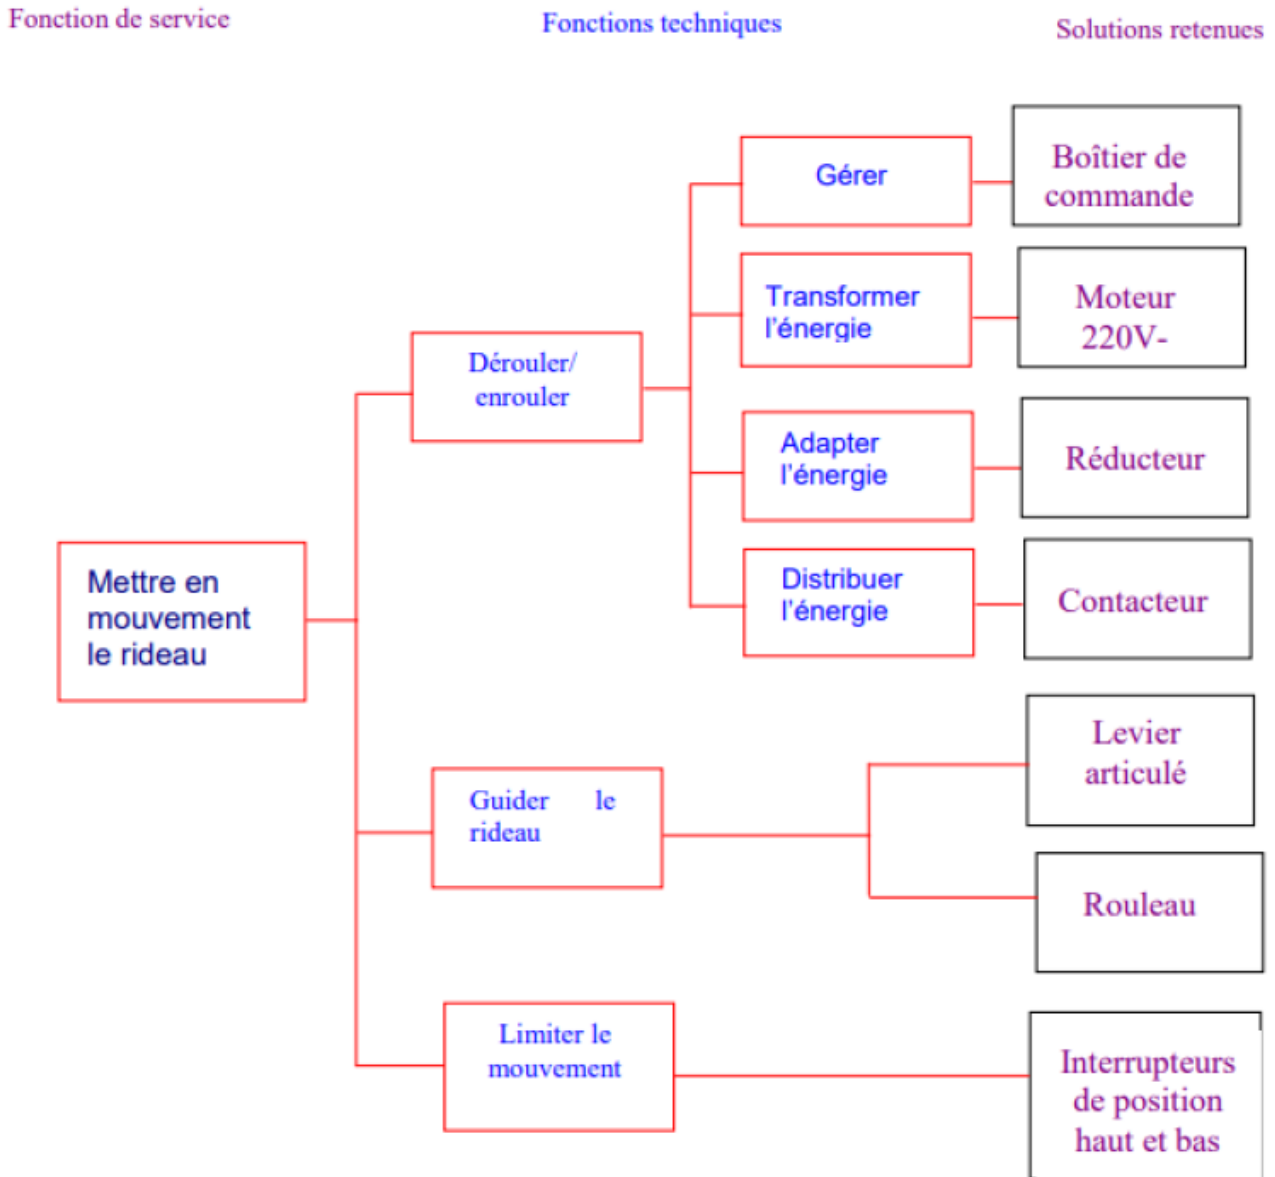 Fonction de service
Fonctions techniques
Solutions retenues
Gérer
Boîtier de
commande
Transformer
l'énergie
Moteur
220V-
Dérouler/
enrouler
Adapter
l'énergie
Réducteur
Distribuer
l'énergie
Contacteur
Mettre en
mouvement
le rideau
Guider le
rideau
Levier
articulé
Rouleau
Limiter le
mouvement
Interrupteurs
de position
haut et bas